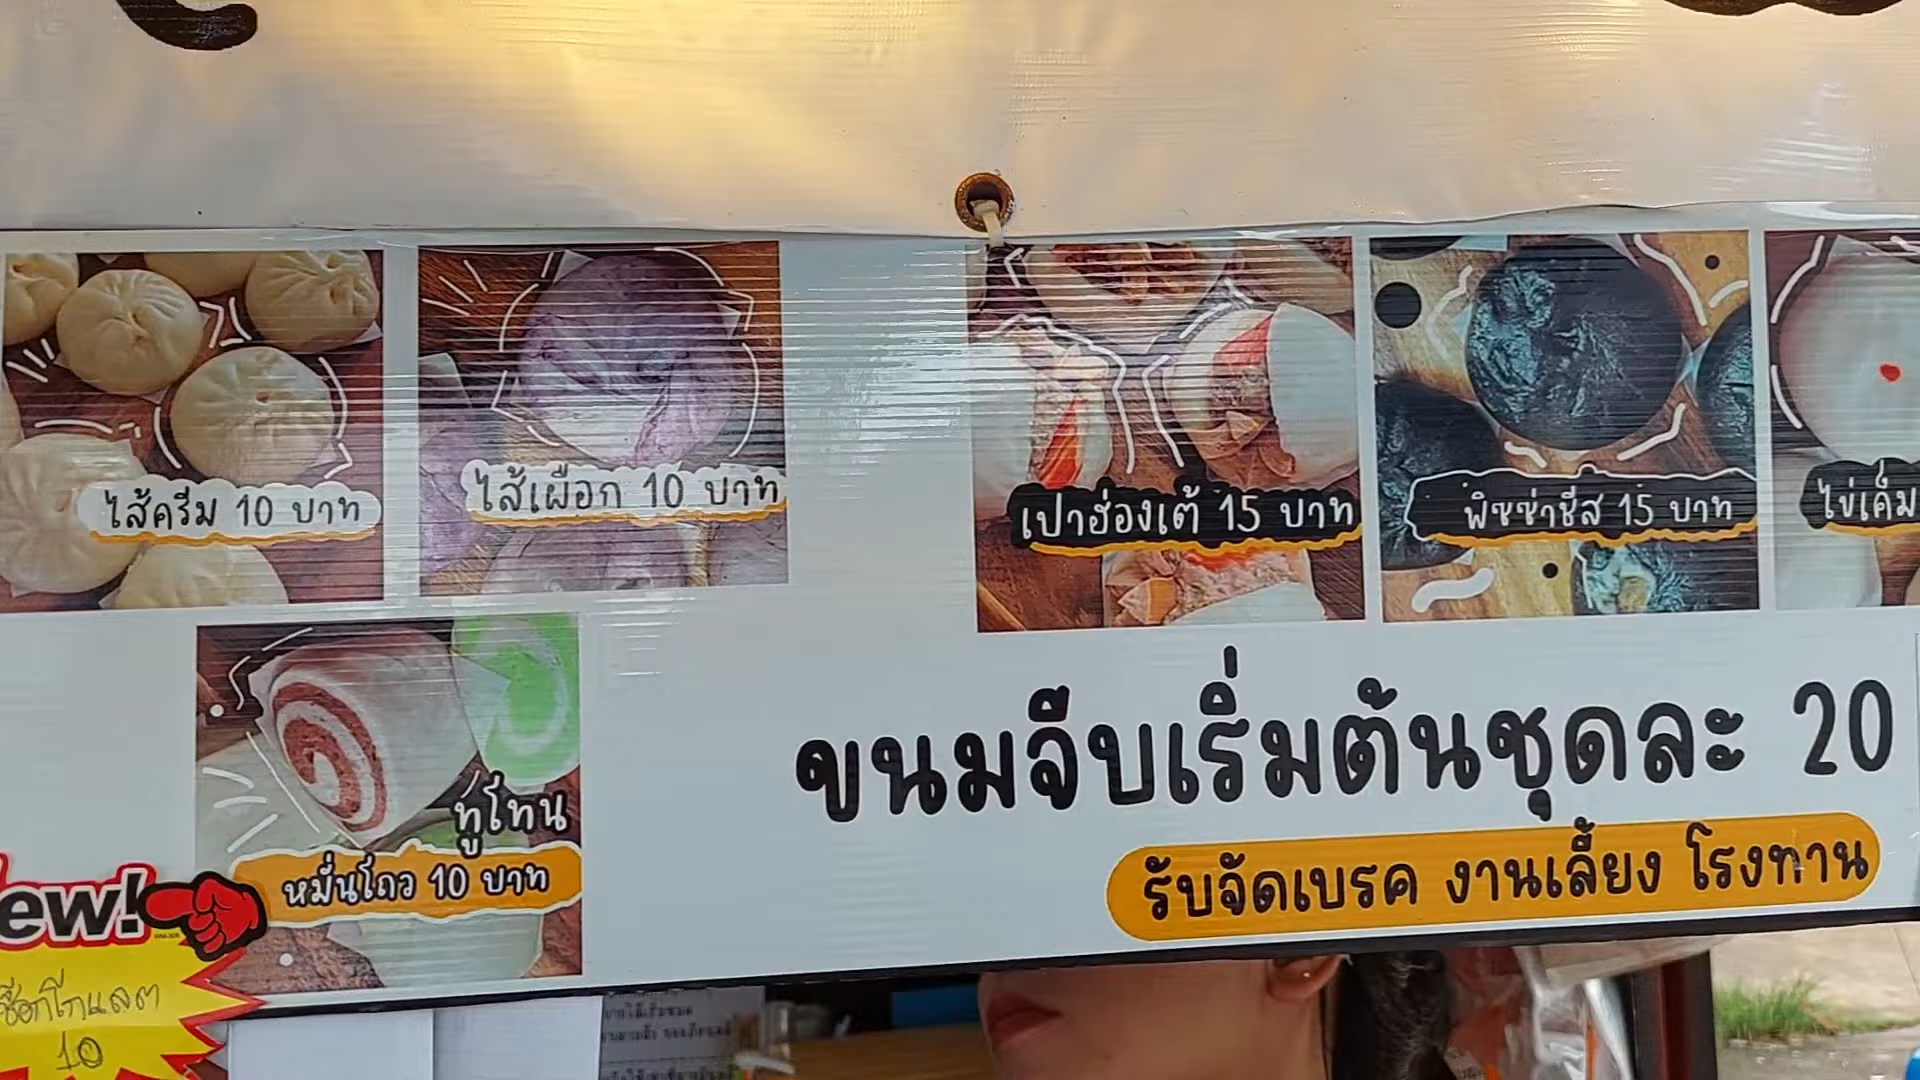 ไส้ครีม 10 บาท
ไส้เผือก 10 บาท
เปาฮ่องเต้ 15 บาท
พิซซ่าชีส 15 บาท
ไข่เค็ม
ทูโทน
หมั่นโถว 10 บาท
ขนมจีบเริ่มต้นชุดละ 20
รับจัดเบรค งานเลี้ยง โรงทาน
ew!
ช็อกโกแลต
10